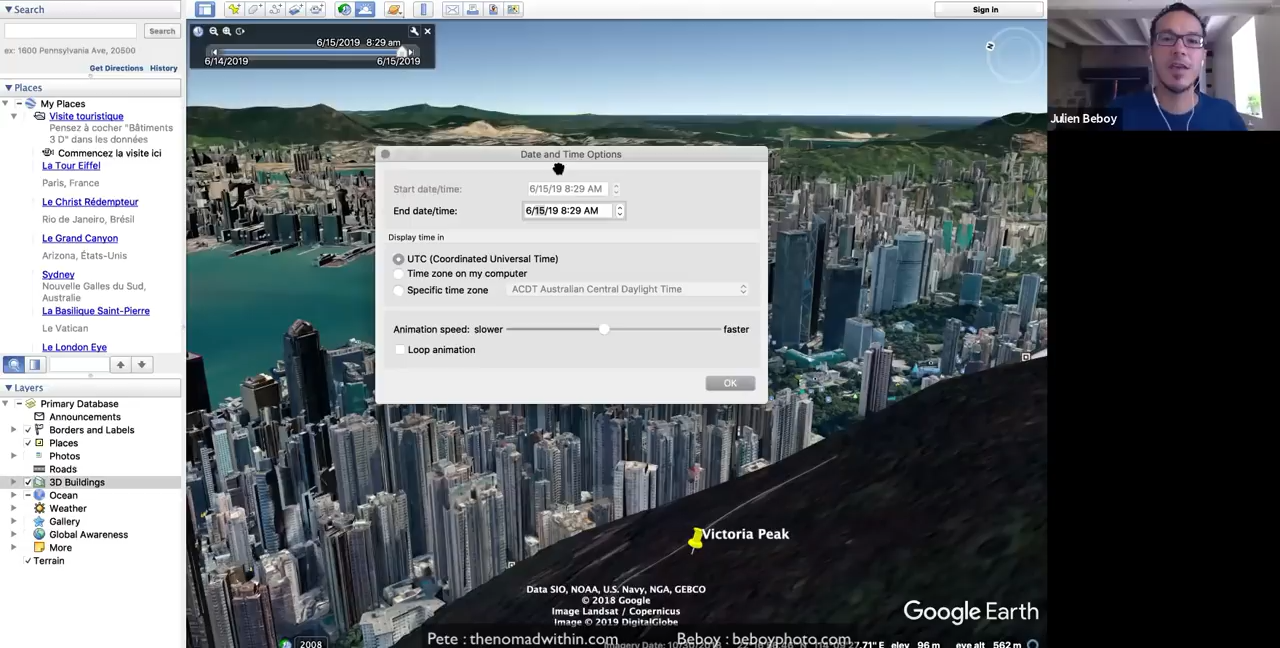 Search
Search
ex: 1600 Pennsylvania Ave, 20500
Get Directions History
Places
My Places
Visite touristique
Pensez à cocher "Bâtiments
3 D" dans les données
Commencez la visite ici
La Tour Eiffel
Paris, France
Le Christ Rédempteur
Rio de Janeiro, Brésil
Le Grand Canyon
Arizona, États-Unis
Sydney
Nouvelle Galles du Sud,
Australie
La Basilique Saint-Pierre
Le Vatican
Le London Eye
Layers
Primary Database
Announcements
Borders and Labels
Places
Photos
Roads
3D Buildings
Ocean
Weather
Gallery
Global Awareness
More
Terrain
Sign in
6/15/2019 8:29 am
6/14/2019 6/15/2019
Date and Time Options
Start date/time: 6/15/19 8:29 AM
End date/time: 6/15/19 8:29 AM
Display time in
UTC (Coordinated Universal Time)
Time zone on my computer
Specific time zone ACDT Australian Central Daylight Time
Animation speed: slower faster
Loop animation
OK
Victoria Peak
Data SIO, NOAA, U.S. Navy, NGA, GEBCO
© 2018 Google
Image Landsat / Copernicus
Image © 2019 DigitalGlobe
Google Earth
Pete : thenomadwithin.com Beboy : beboyphoto.com
2008
elev 96 m eye alt 562 m
Julien Beboy